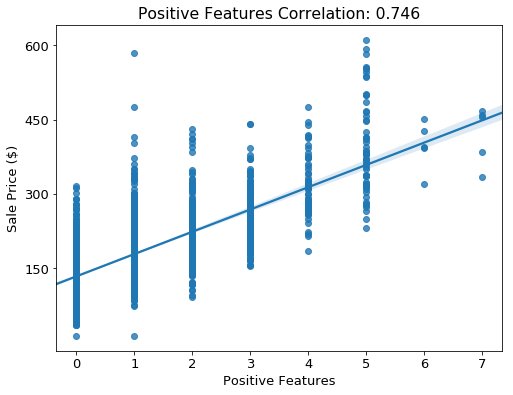 Positive Features Correlation: 0.746
Sale Price ($)
600
450
300
150
0 1 2 3 4 5 6 7
Positive Features